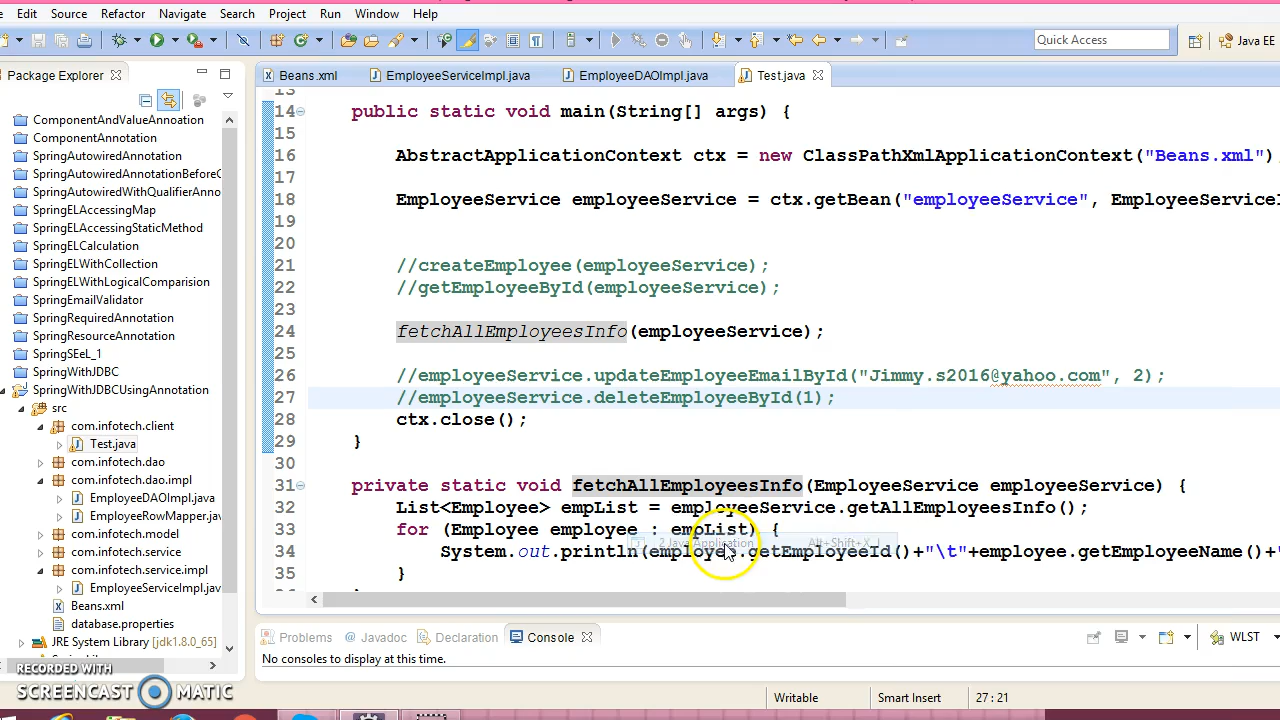 Edit Source Refactor Navigate Search Project Run Window Help
Quick Access
Java EE
Package Explorer
Beans.xml EmployeeServiceImpl.java EmployeeDAOImpl.java Test.java
ComponentAndValueAnnoation
ComponentAnnotation
SpringAutowiredAnnotation
SpringAutowiredAnnotationBefore
SpringAutowiredWithQualifierAnno
SpringELAccessingMap
SpringELAccessingStaticMethod
SpringELCalculation
SpringELWithCollection
SpringELWithLogicalComparision
SpringEmailValidator
SpringRequiredAnnotation
SpringResourceAnnotation
SpringSEeL_1
SpringWithJDBC
SpringWithJDBCUsingAnnotation
src
com.infotech.client
Test.java
com.infotech.dao
com.infotech.dao.impl
EmployeeDAOImpl.java
EmployeeRowMapper.jav
com.infotech.model
com.infotech.service
com.infotech.service.impl
EmployeeServiceImpl.jav
Beans.xml
database.properties
JRE System Library [jdk1.8.0_65]
13
14 public static void main(String[] args) {
15
16 AbstractApplicationContext ctx = new ClassPathXmlApplicationContext("Beans.xml")
17
18 EmployeeService employeeService = ctx.getBean("employeeService", EmployeeService
19
20
21 //createEmployee(employeeService);
22 //getEmployeeById(employeeService);
23
24 fetchAllEmployeesInfo(employeeService);
25
26 //employeeService.updateEmployeeEmailById("Jimmy.s2016@yahoo.com", 2);
27 //employeeService.deleteEmployeeById(1);
28 ctx.close();
29 }
30
31 private static void fetchAllEmployeesInfo(EmployeeService employeeService) {
32 List<Employee> empList = employeeService.getAllEmployeesInfo();
33 for (Employee employee : empList) {
2 Java Application Alt+Shift+X, J
34 System.out.println(employee.getEmployeeId()+"\t"+employee.getEmployeeName()+"
35 }
Problems @ Javadoc Declaration Console
WLST
No consoles to display at this time.
RECORDED WITH
SCREENCAST MATIC
Writable Smart Insert 27 : 21